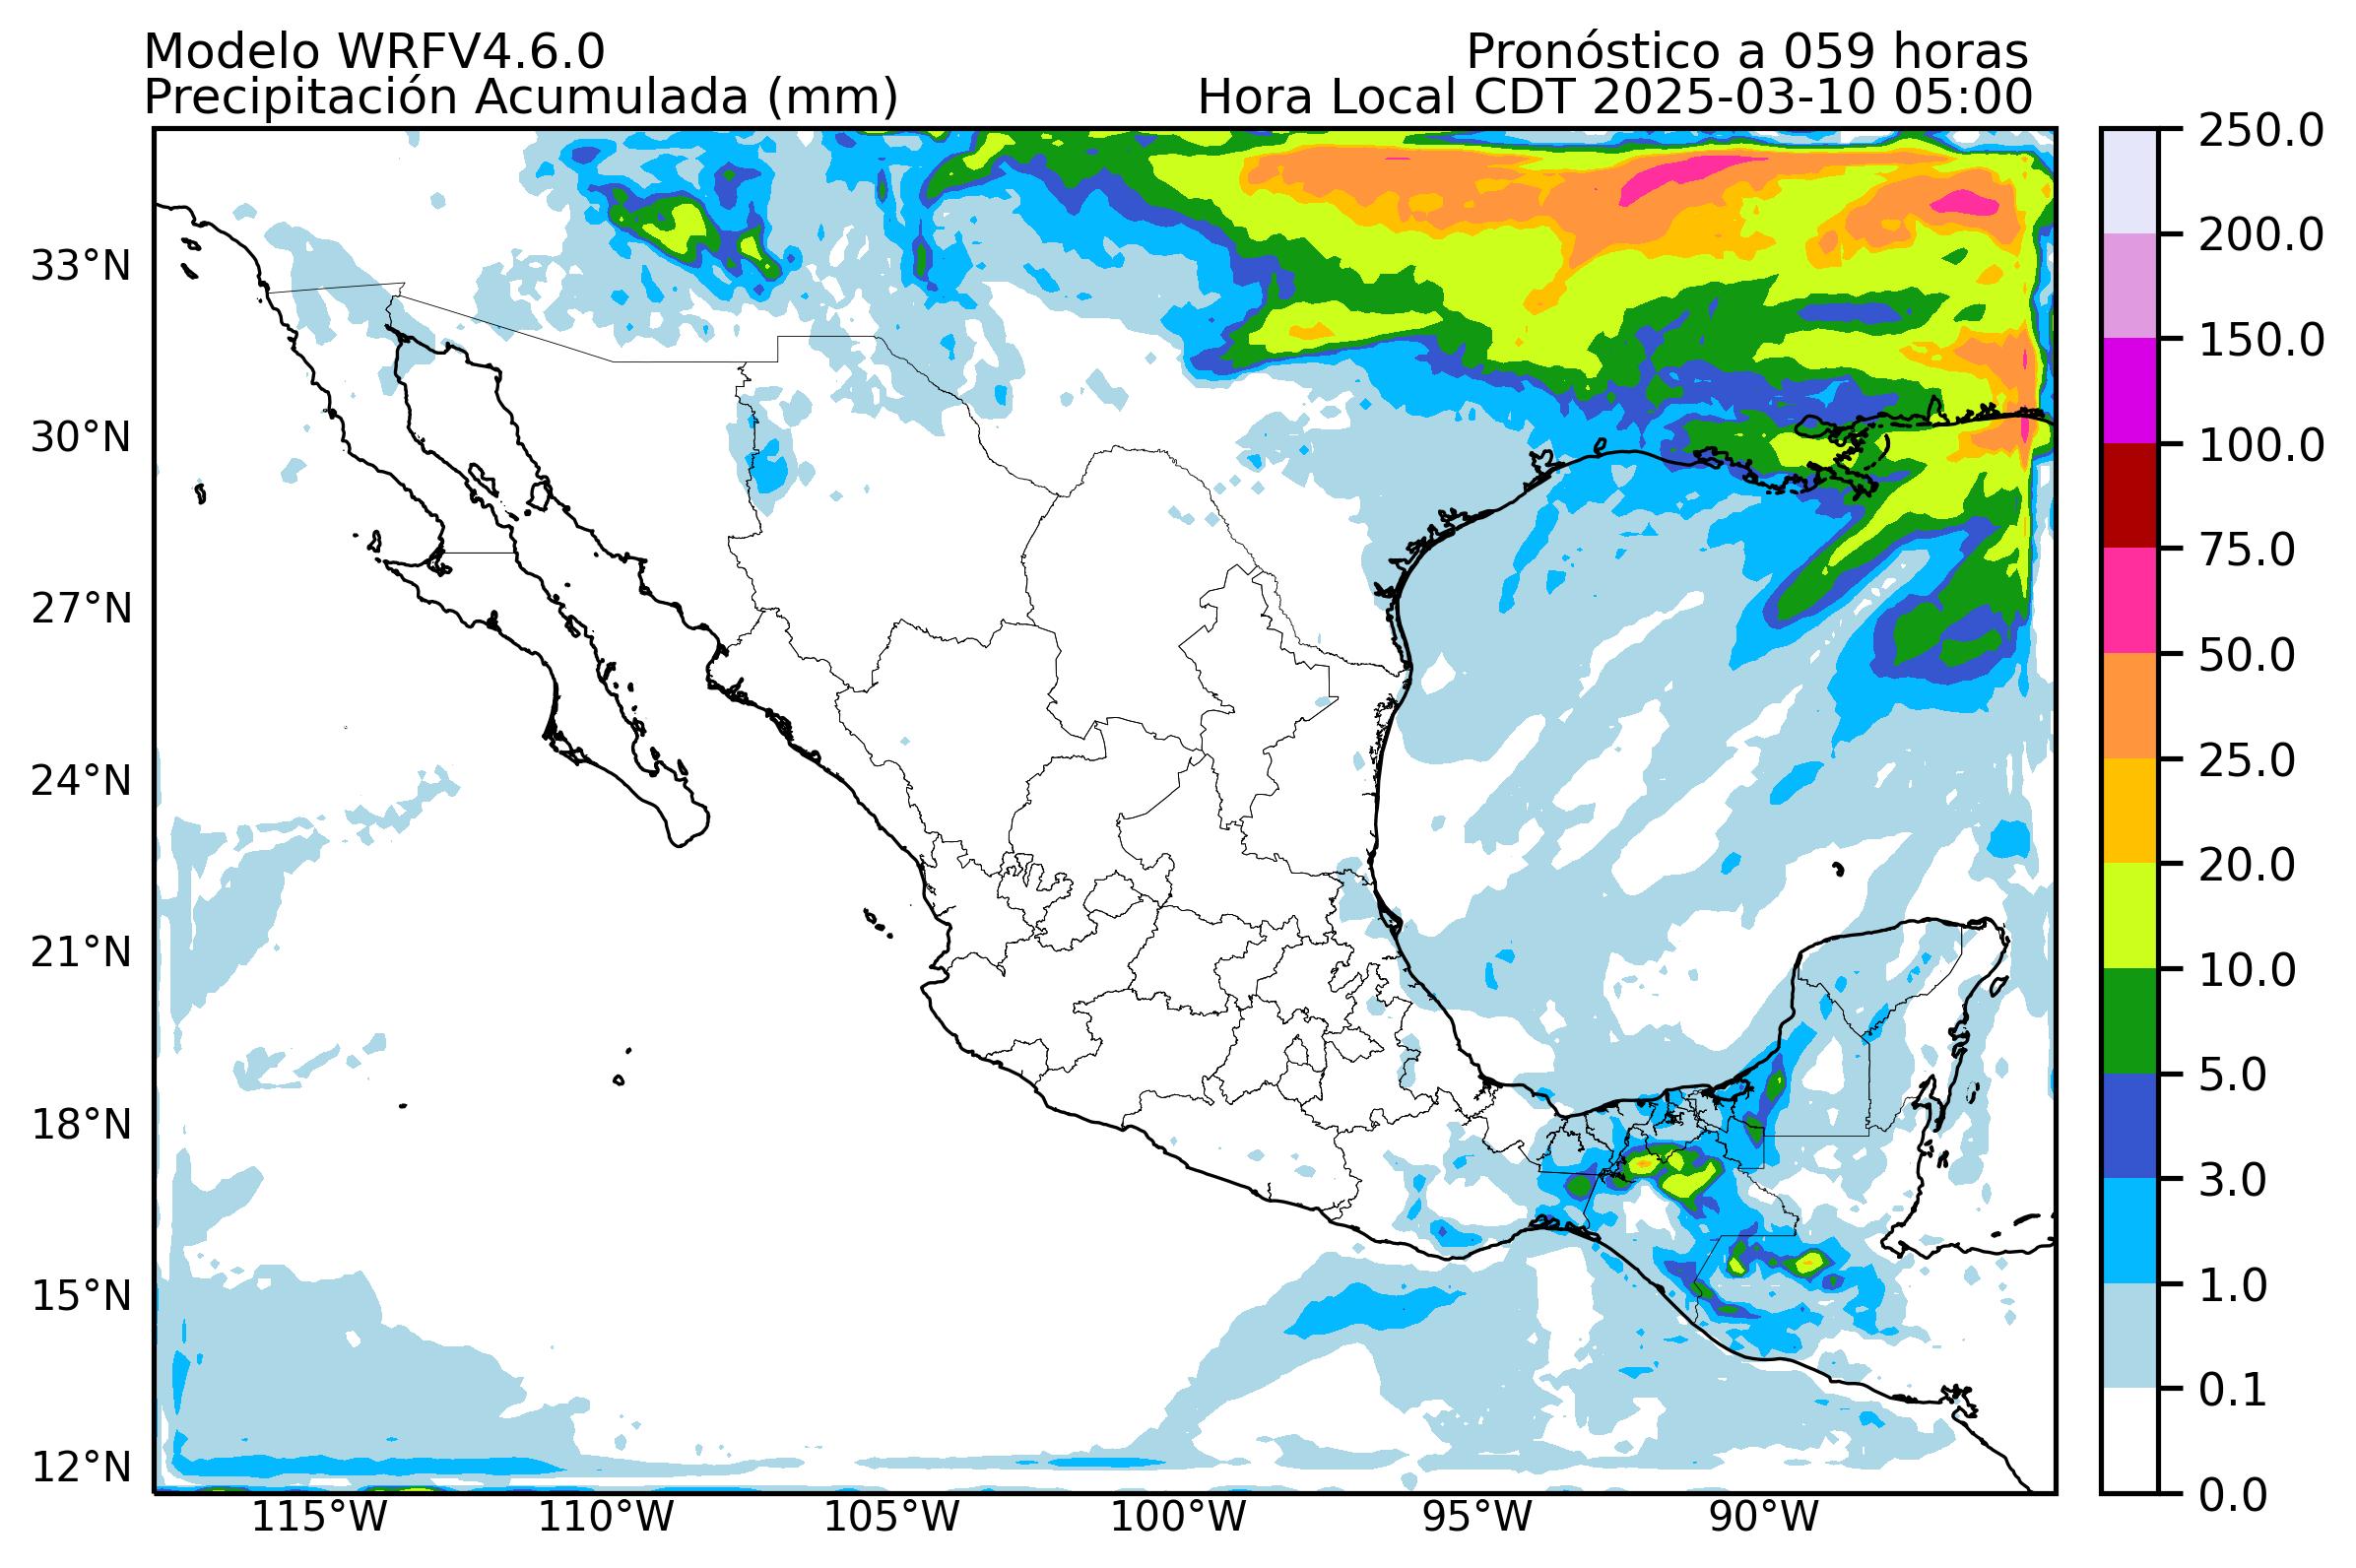 Modelo WRFV4.6.0
Pronóstico a 059 horas
Precipitación Acumulada (mm)
Hora Local CDT 2025-03-10 05:00
33°N
30°N
27°N
24°N
21°N
18°N
15°N
12°N
115°W
110°W
105°W
100°W
95°W
90°W
250.0
200.0
150.0
100.0
75.0
50.0
25.0
20.0
10.0
5.0
3.0
1.0
0.1
0.0